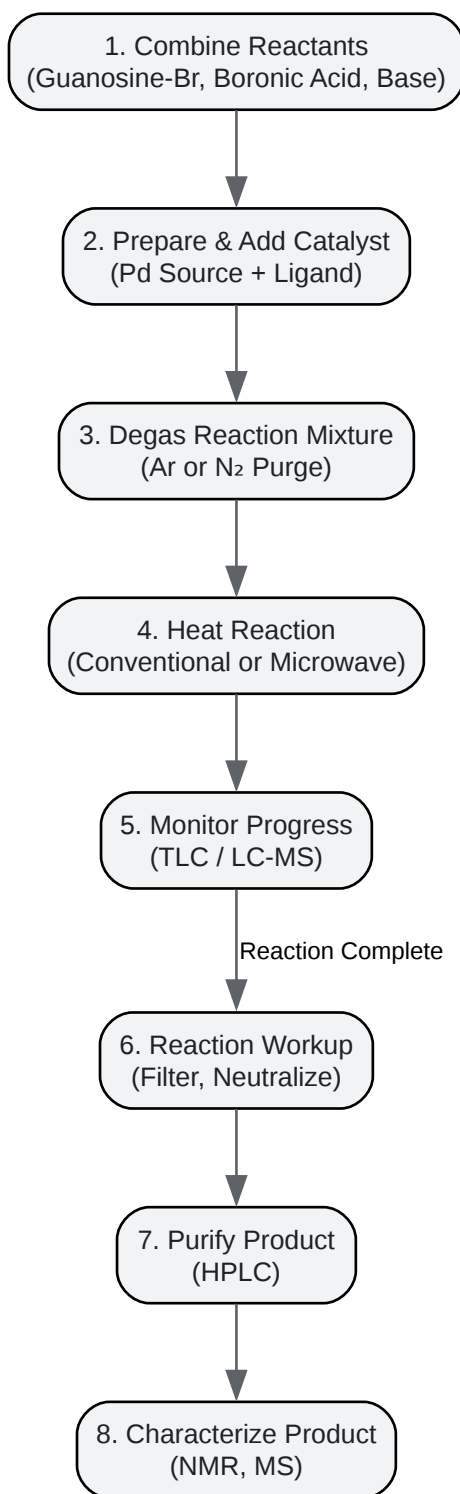 1. Combine Reactants
(Guanosine-Br, Boronic Acid, Base)
2. Prepare & Add Catalyst
(Pd Source + Ligand)
3. Degas Reaction Mixture
(Ar or N₂ Purge)
4. Heat Reaction
(Conventional or Microwave)
5. Monitor Progress
(TLC / LC-MS)
Reaction Complete
6. Reaction Workup
(Filter, Neutralize)
7. Purify Product
(HPLC)
8. Characterize Product
(NMR, MS)